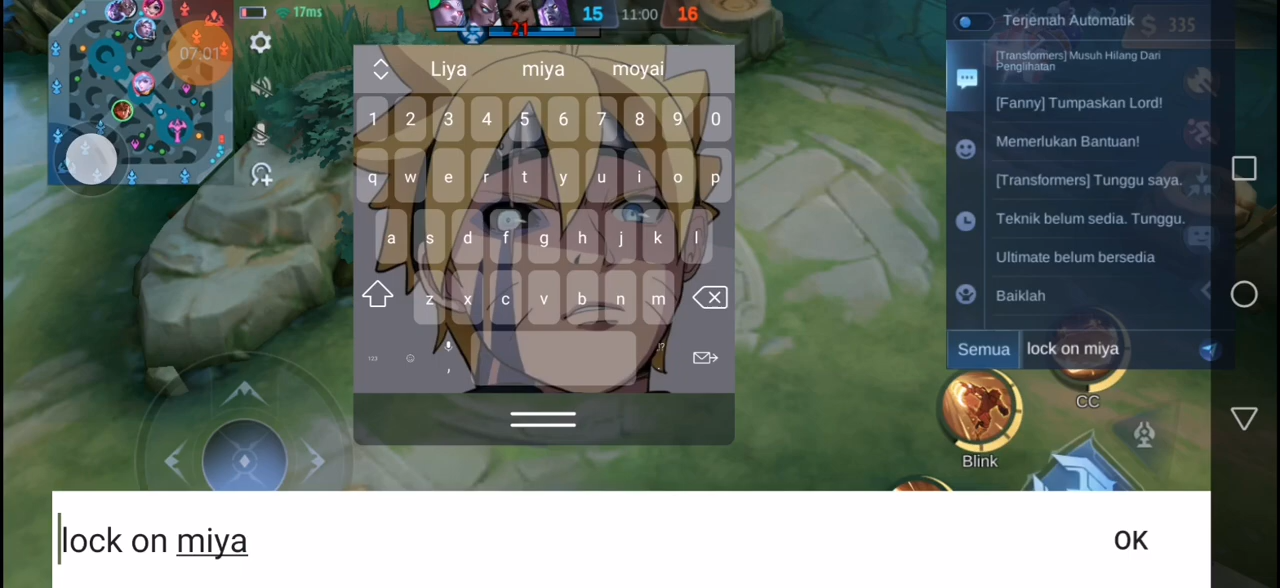 17ms
15 11:00 16
21
07:01
335
Terjemah Automatik
[Transformers] Musuh Hilang Dari
Penglihatan
[Fanny] Tumpaskan Lord!
Memerlukan Bantuan!
[Transformers] Tunggu saya.
Teknik belum sedia. Tunggu.
Ultimate belum bersedia
Baiklah
Semua lock on miya
Liya miya moyai
1 2 3 4 5 6 7 8 9 0
q w e r t y u i o p
a s d f g h j k l
z x c v b n m
123 , !?
CC
Blink
lock on miya OK